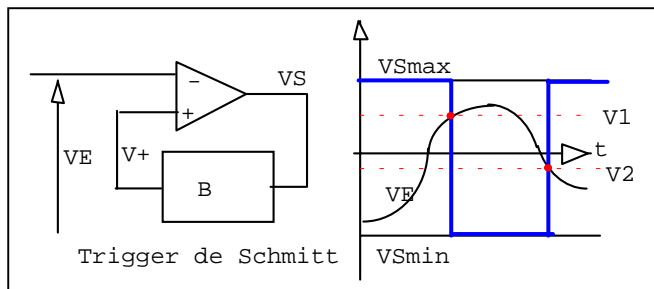 VS
VSmax
−
+
V1
VE
V+
t
V2
B
VE
Trigger de Schmitt
VSmin